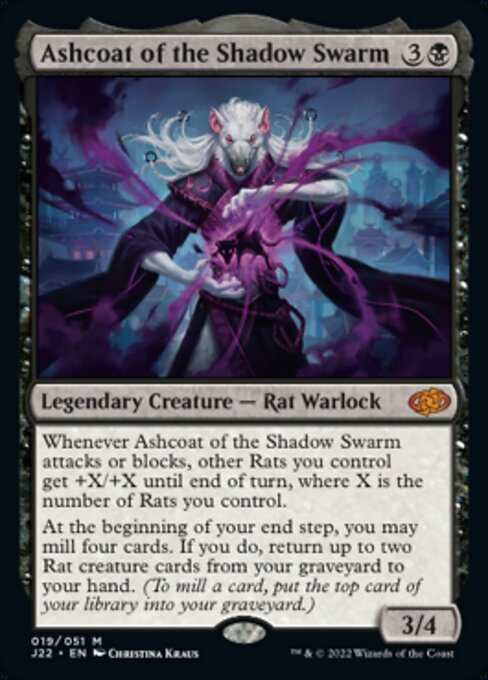 Ashcoat of the Shadow Swarm 3
Legendary Creature — Rat Warlock
Whenever Ashcoat of the Shadow Swarm
attacks or blocks, other Rats you control
get +X/+X until end of turn, where X is the
number of Rats you control.
At the beginning of your end step, you may
mill four cards. If you do, return up to two
Rat creature cards from your graveyard to
your hand. (To mill a card, put the top card of
your library into your graveyard.)
3/4
019/051 M
J22 • EN Christina Kraus
™ & © 2022 Wizards of the Coast